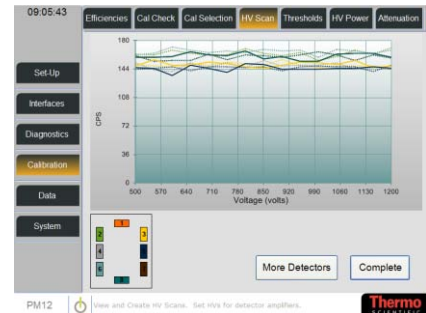 09:05:43
Efficiencies
Cal Check
Cal Selection
HV Scan
Thresholds
HV Power
Attenuation
Set-Up
Interfaces
Diagnostics
Calibration
Data
System
CPS
180
144
108
72
36
0
500 570 640 710 780 850 920 990 1060 1130 1200
Voltage (volts)
1
2
3
4
More Detectors
Complete
PM12
View and Create HV Scans. Set HVs for detector amplifiers.
Thermo
SCIENTIFIC